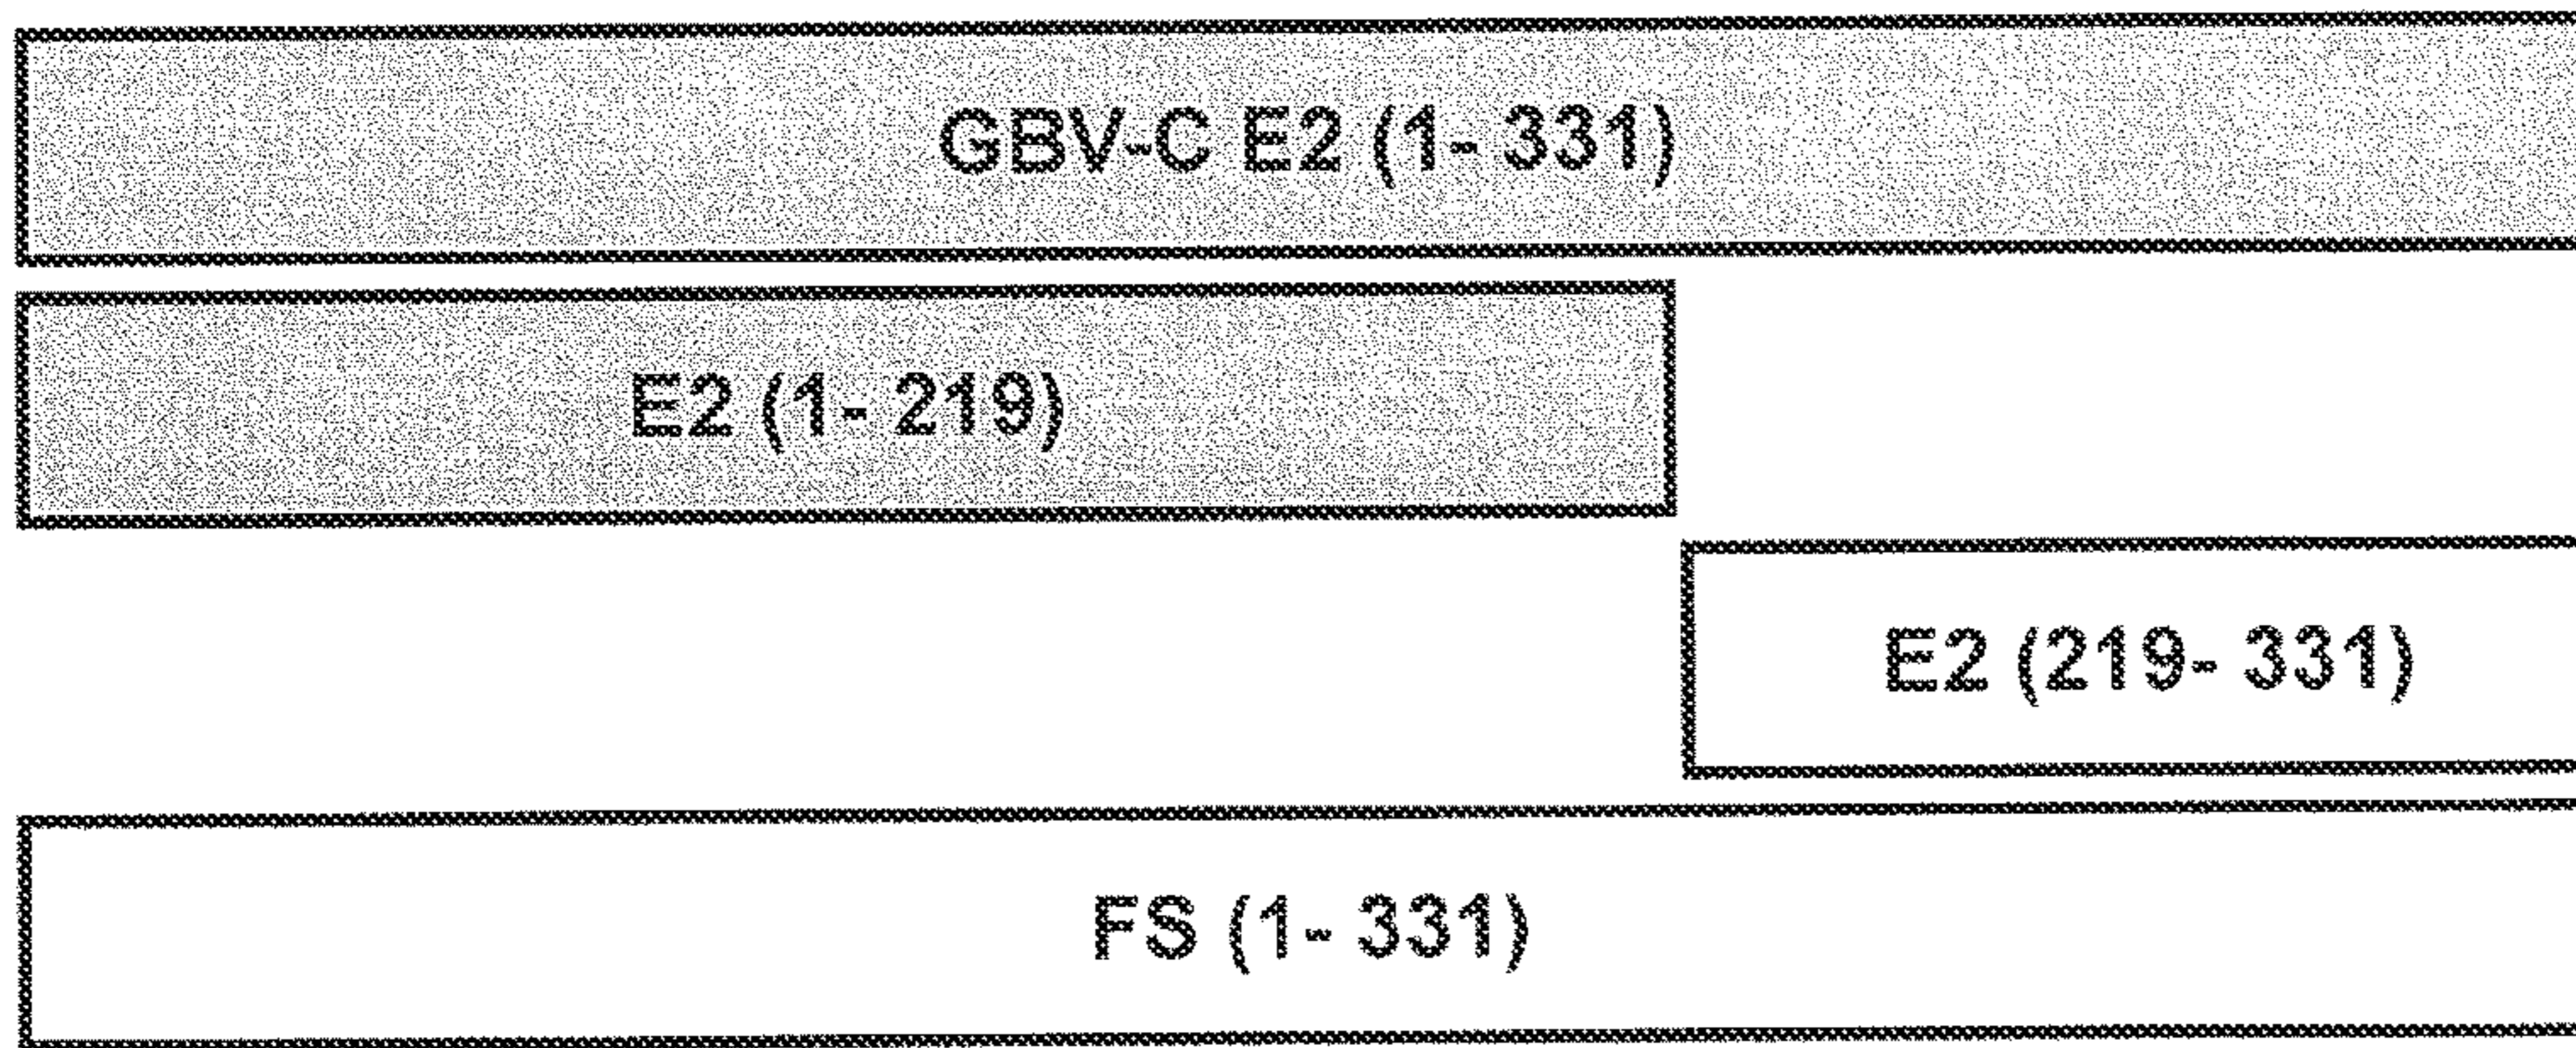 GBV-C E2 (1- 331)
E2 (1- 219)
E2 (219- 331)
FS (1- 331)